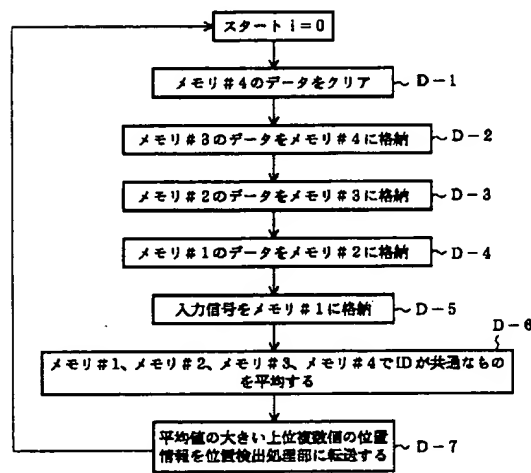 スタート i=0
メモリ#4のデータをクリア
D-1
メモリ#3のデータをメモリ#4に格納
D-2
メモリ#2のデータをメモリ#3に格納
D-3
メモリ#1のデータをメモリ#2に格納
D-4
入力信号をメモリ#1に格納
D-5
D-6
メモリ#1、メモリ#2、メモリ#3、メモリ#4でIDが共通なもの
を平均する
平均値の大きい上位複数個の位置
情報を位置検出処理部に転送する
D-7